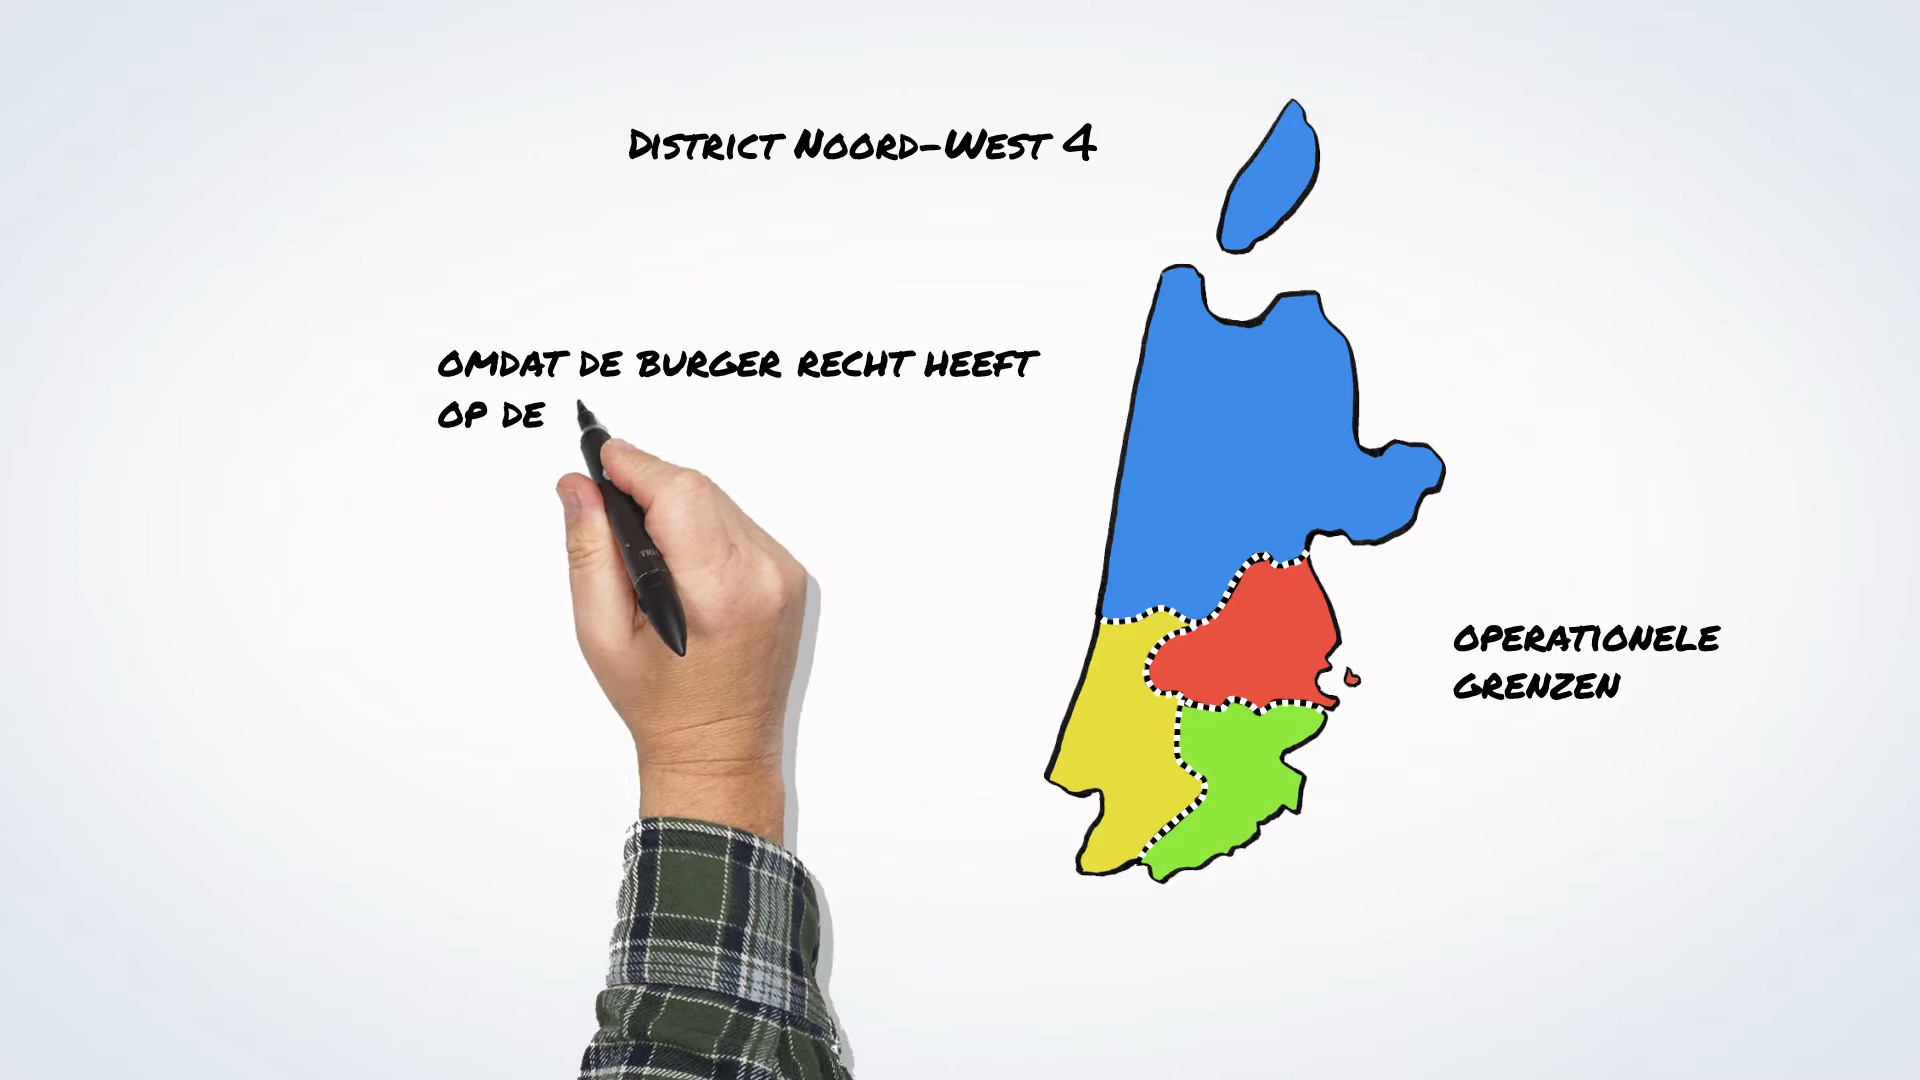 District Noord-West 4
omdat de burger recht heeft
op de
operationele
grenzen